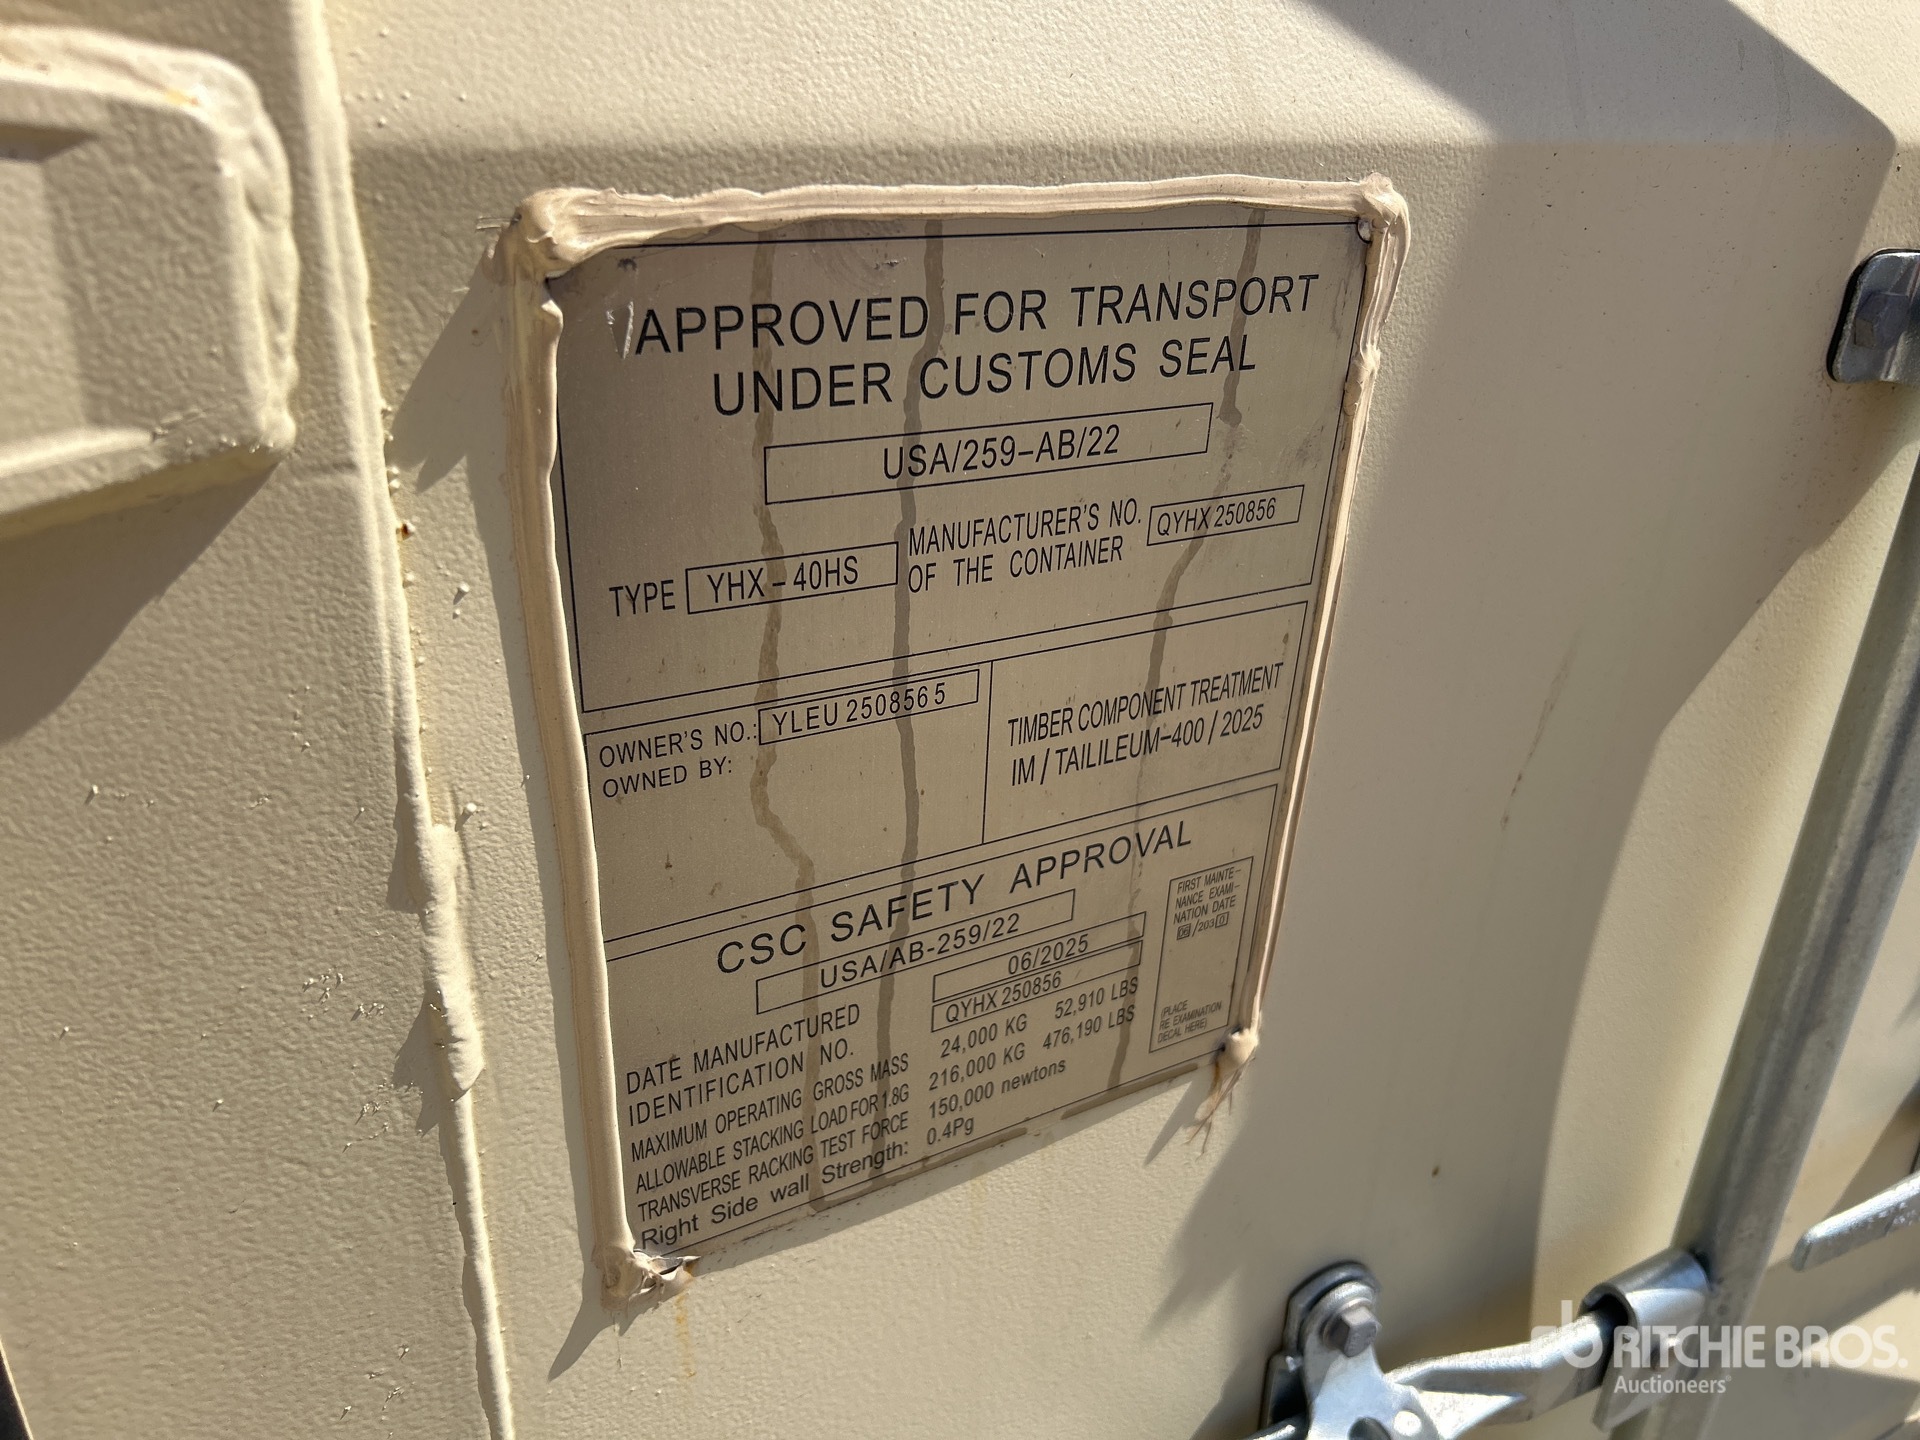 APPROVED FOR TRANSPORT
UNDER CUSTOMS SEAL
USA/259-AB/22
TYPE YHX-40HS
MANUFACTURER'S NO.
OF THE CONTAINER
QYHX 250856
OWNER'S NO.: YLEU 250856 5
OWNED BY:
TIMBER COMPONENT TREATMENT
IM / TAILILEUM-400 / 2025
CSC SAFETY APPROVAL
USA/AB-259/22
DATE MANUFACTURED 06/2025
IDENTIFICATION NO. QYHX 250856
MAXIMUM OPERATING GROSS MASS 24,000 KG 52,910 LBS
ALLOWABLE STACKING LOAD FOR 1.8G 216,000 KG 476,190 LBS
TRANSVERSE RACKING TEST FORCE 150,000 newtons
Right Side wall Strength: 0.4Pg
FIRST MAINTE-
NANCE EXAMI-
NATION DATE
06/2030
(PLACE
RE EXAMINATION
DECAL HERE)
rb RITCHIE BROS.
Auctioneers